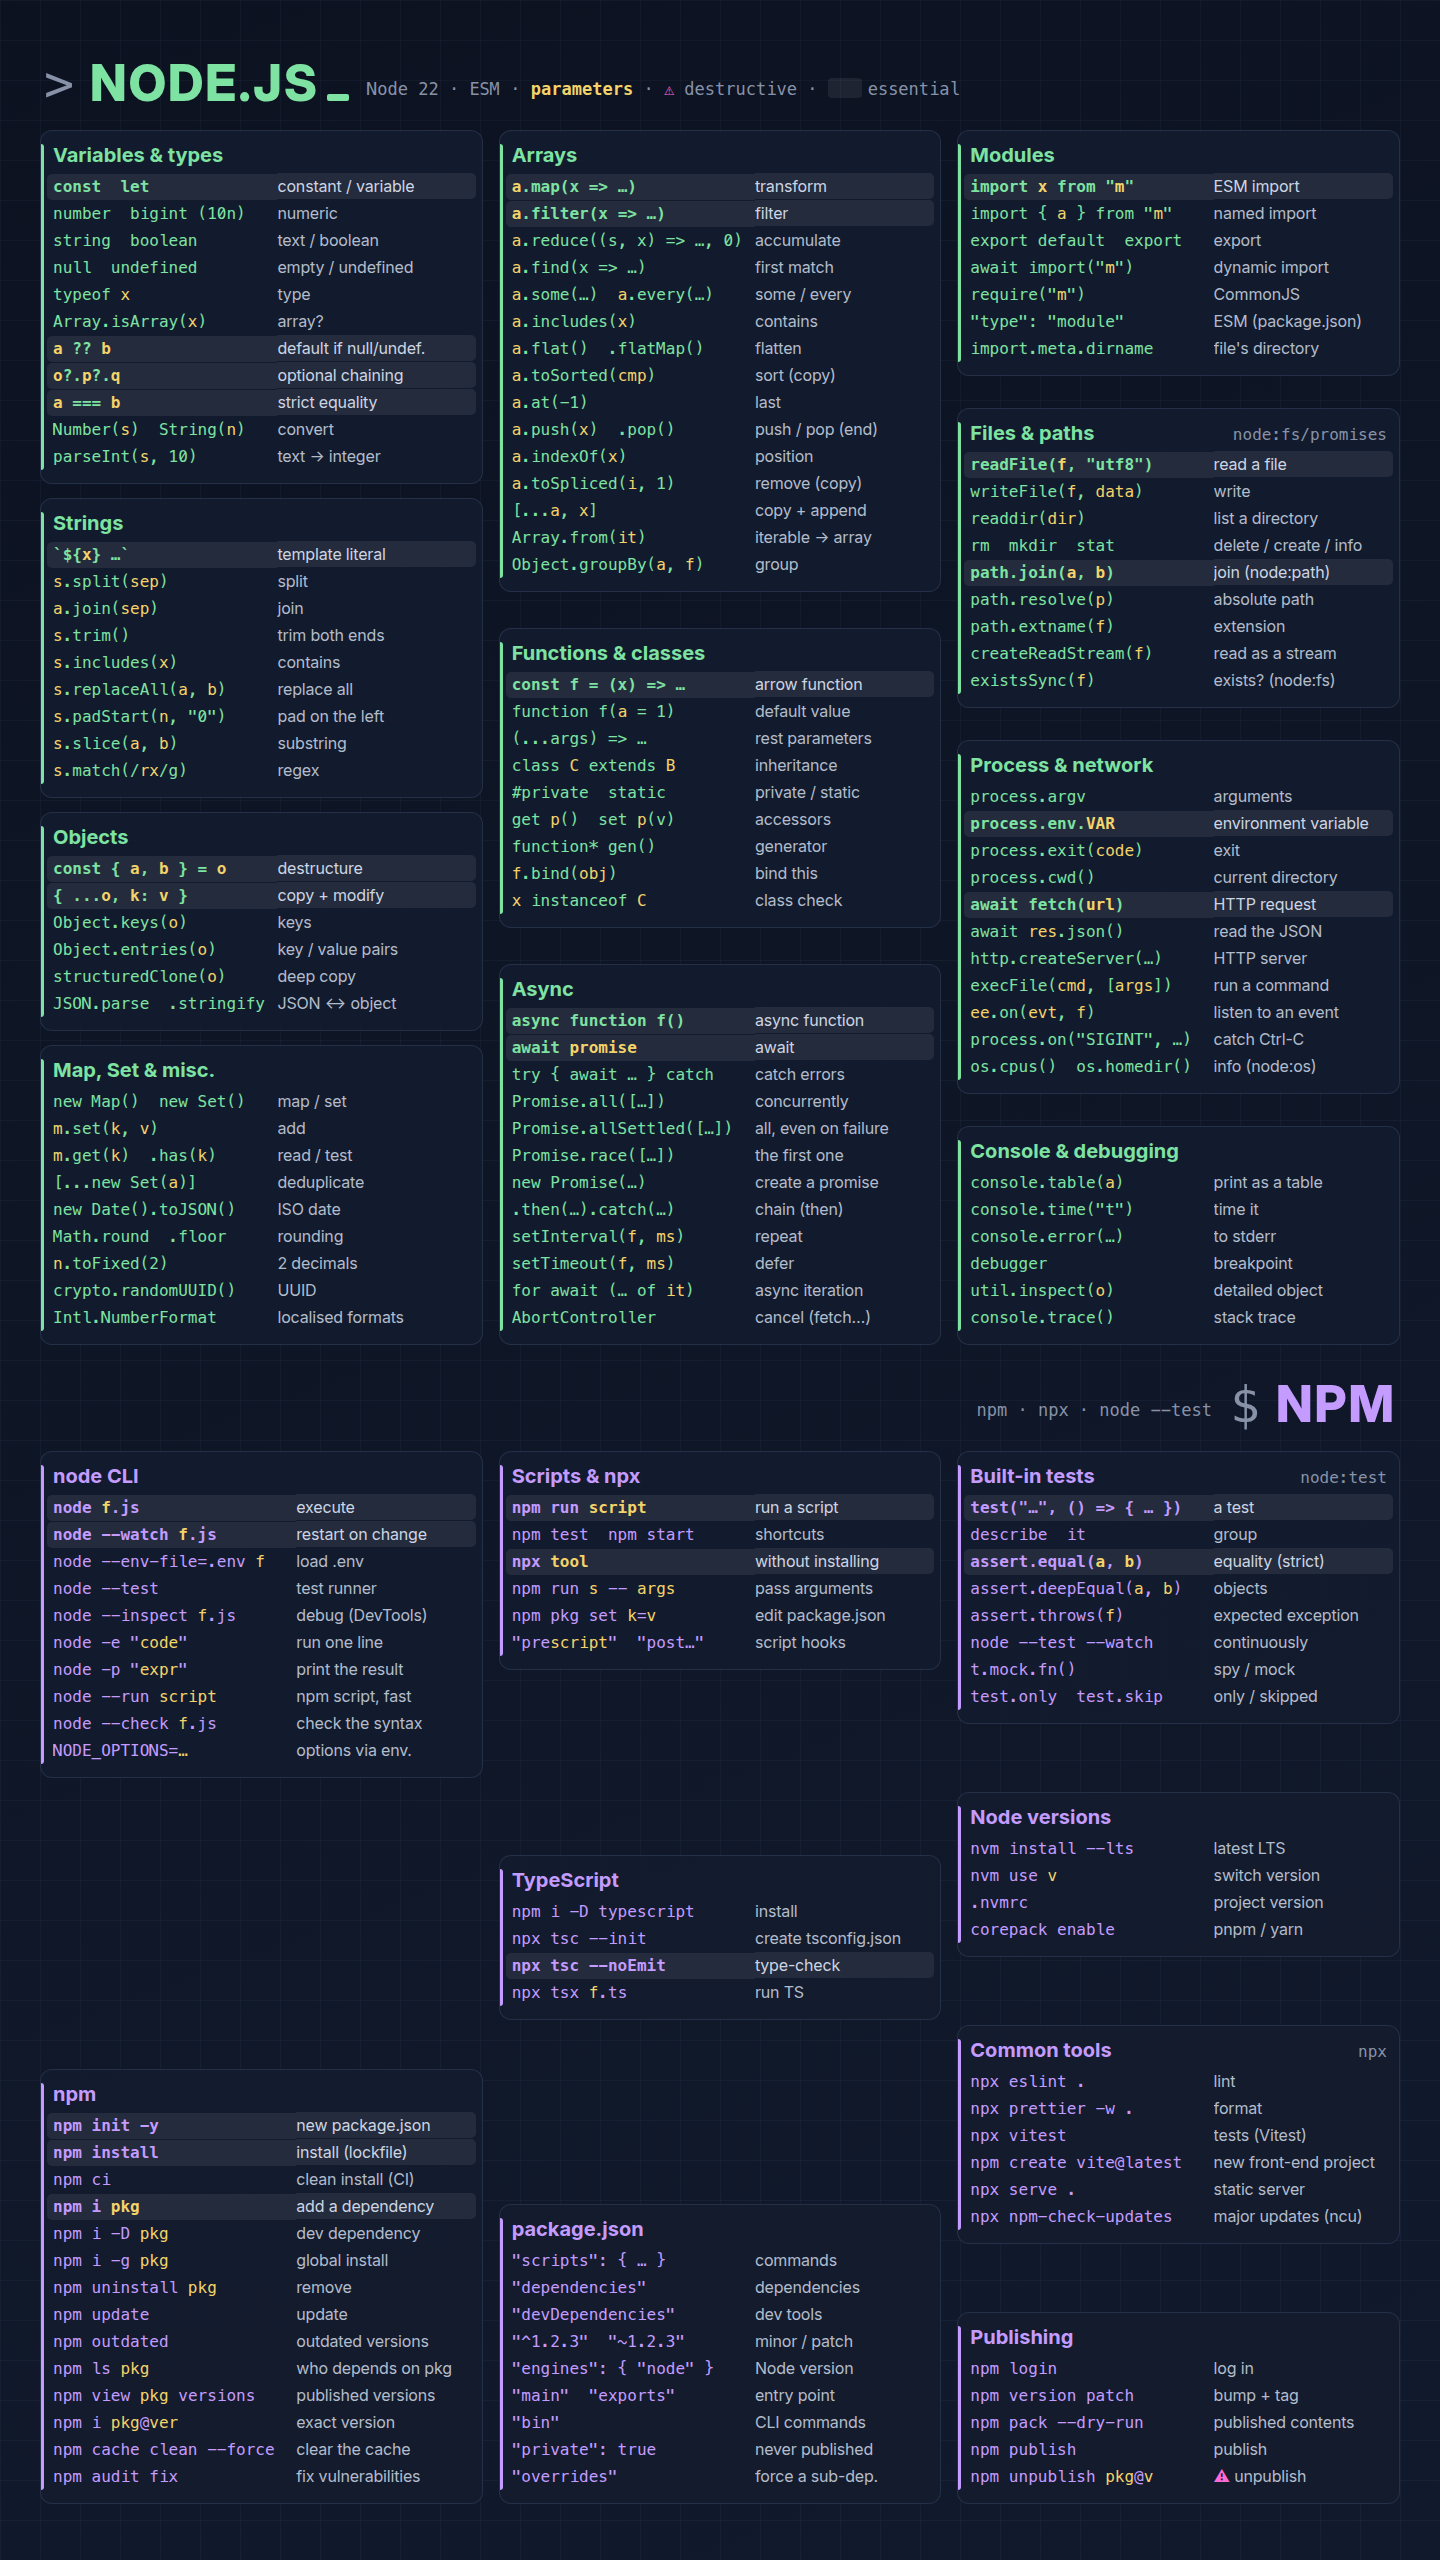 > NODE.JS_ Node 22 · ESM · parameters · ⚠ destructive · essential
Variables & types
const let constant / variable
number bigint (10n) numeric
string boolean text / boolean
null undefined empty / undefined
typeof x type
Array.isArray(x) array?
a ?? b default if null/undef.
o?.p?.q optional chaining
a === b strict equality
Number(s) String(n) convert
parseInt(s, 10) text → integer
Strings
`${x} …` template literal
s.split(sep) split
a.join(sep) join
s.trim() trim both ends
s.includes(x) contains
s.replaceAll(a, b) replace all
s.padStart(n, "0") pad on the left
s.slice(a, b) substring
s.match(/rx/g) regex
Objects
const { a, b } = o destructure
{ ...o, k: v } copy + modify
Object.keys(o) keys
Object.entries(o) key / value pairs
structuredClone(o) deep copy
JSON.parse .stringify JSON ↔ object
Map, Set & misc.
new Map() new Set() map / set
m.set(k, v) add
m.get(k) .has(k) read / test
[...new Set(a)] deduplicate
new Date().toJSON() ISO date
Math.round .floor rounding
n.toFixed(2) 2 decimals
crypto.randomUUID() UUID
Intl.NumberFormat localised formats
Arrays
a.map(x => …) transform
a.filter(x => …) filter
a.reduce((s, x) => …, 0) accumulate
a.find(x => …) first match
a.some(…) a.every(…) some / every
a.includes(x) contains
a.flat() .flatMap() flatten
a.toSorted(cmp) sort (copy)
a.at(−1) last
a.push(x) .pop() push / pop (end)
a.indexOf(x) position
a.toSpliced(i, 1) remove (copy)
[...a, x] copy + append
Array.from(it) iterable → array
Object.groupBy(a, f) group
Functions & classes
const f = (x) => … arrow function
function f(a = 1) default value
(...args) => … rest parameters
class C extends B inheritance
#private static private / static
get p() set p(v) accessors
function* gen() generator
f.bind(obj) bind this
x instanceof C class check
Async
async function f() async function
await promise await
try { await … } catch catch errors
Promise.all([…]) concurrently
Promise.allSettled([…]) all, even on failure
Promise.race([…]) the first one
new Promise(…) create a promise
.then(…).catch(…) chain (then)
setInterval(f, ms) repeat
setTimeout(f, ms) defer
for await (… of it) async iteration
AbortController cancel (fetch…)
Modules
import x from "m" ESM import
import { a } from "m" named import
export default export export
await import("m") dynamic import
require("m") CommonJS
"type": "module" ESM (package.json)
import.meta.dirname file's directory
Files & paths node:fs/promises
readFile(f, "utf8") read a file
writeFile(f, data) write
readdir(dir) list a directory
rm mkdir stat delete / create / info
path.join(a, b) join (node:path)
path.resolve(p) absolute path
path.extname(f) extension
createReadStream(f) read as a stream
existsSync(f) exists? (node:fs)
Process & network
process.argv arguments
process.env.VAR environment variable
process.exit(code) exit
process.cwd() current directory
await fetch(url) HTTP request
await res.json() read the JSON
http.createServer(…) HTTP server
execFile(cmd, [args]) run a command
ee.on(evt, f) listen to an event
process.on("SIGINT", …) catch Ctrl-C
os.cpus() os.homedir() info (node:os)
Console & debugging
console.table(a) print as a table
console.time("t") time it
console.error(…) to stderr
debugger breakpoint
util.inspect(o) detailed object
console.trace() stack trace
npm · npx · node --test $ NPM
node CLI
node f.js execute
node --watch f.js restart on change
node --env-file=.env f load .env
node --test test runner
node --inspect f.js debug (DevTools)
node -e "code" run one line
node -p "expr" print the result
node --run script npm script, fast
node --check f.js check the syntax
NODE_OPTIONS=… options via env.
npm
npm init -y new package.json
npm install install (lockfile)
npm ci clean install (CI)
npm i pkg add a dependency
npm i -D pkg dev dependency
npm i -g pkg global install
npm uninstall pkg remove
npm update update
npm outdated outdated versions
npm ls pkg who depends on pkg
npm view pkg versions published versions
npm i pkg@ver exact version
npm cache clean --force clear the cache
npm audit fix fix vulnerabilities
Scripts & npx
npm run script run a script
npm test npm start shortcuts
npx tool without installing
npm run s -- args pass arguments
npm pkg set k=v edit package.json
"prescript" "post…" script hooks
TypeScript
npm i -D typescript install
npx tsc --init create tsconfig.json
npx tsc --noEmit type-check
npx tsx f.ts run TS
package.json
"scripts": { … } commands
"dependencies" dependencies
"devDependencies" dev tools
"^1.2.3" "~1.2.3" minor / patch
"engines": { "node" } Node version
"main" "exports" entry point
"bin" CLI commands
"private": true never published
"overrides" force a sub-dep.
Built-in tests node:test
test("…", () => { … }) a test
describe it group
assert.equal(a, b) equality (strict)
assert.deepEqual(a, b) objects
assert.throws(f) expected exception
node --test --watch continuously
t.mock.fn() spy / mock
test.only test.skip only / skipped
Node versions
nvm install --lts latest LTS
nvm use v switch version
.nvmrc project version
corepack enable pnpm / yarn
Common tools npx
npx eslint . lint
npx prettier -w . format
npx vitest tests (Vitest)
npm create vite@latest new front-end project
npx serve . static server
npx npm-check-updates major updates (ncu)
Publishing
npm login log in
npm version patch bump + tag
npm pack --dry-run published contents
npm publish publish
npm unpublish pkg@v ⚠ unpublish